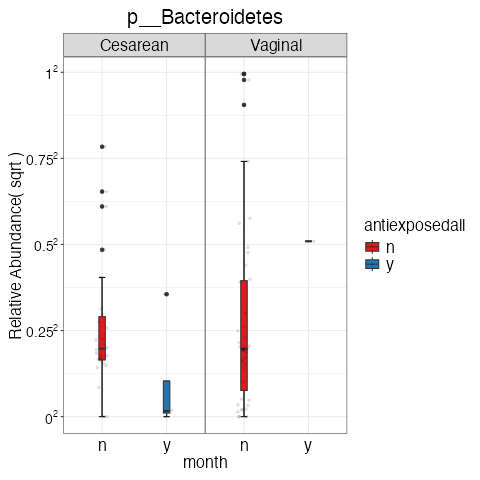 p__Bacteroidetes
Cesarean Vaginal
1²
0.75²
0.5²
0.25²
0²
Relative Abundance( sqrt )
n y n y
month
antiexposedall
n
y